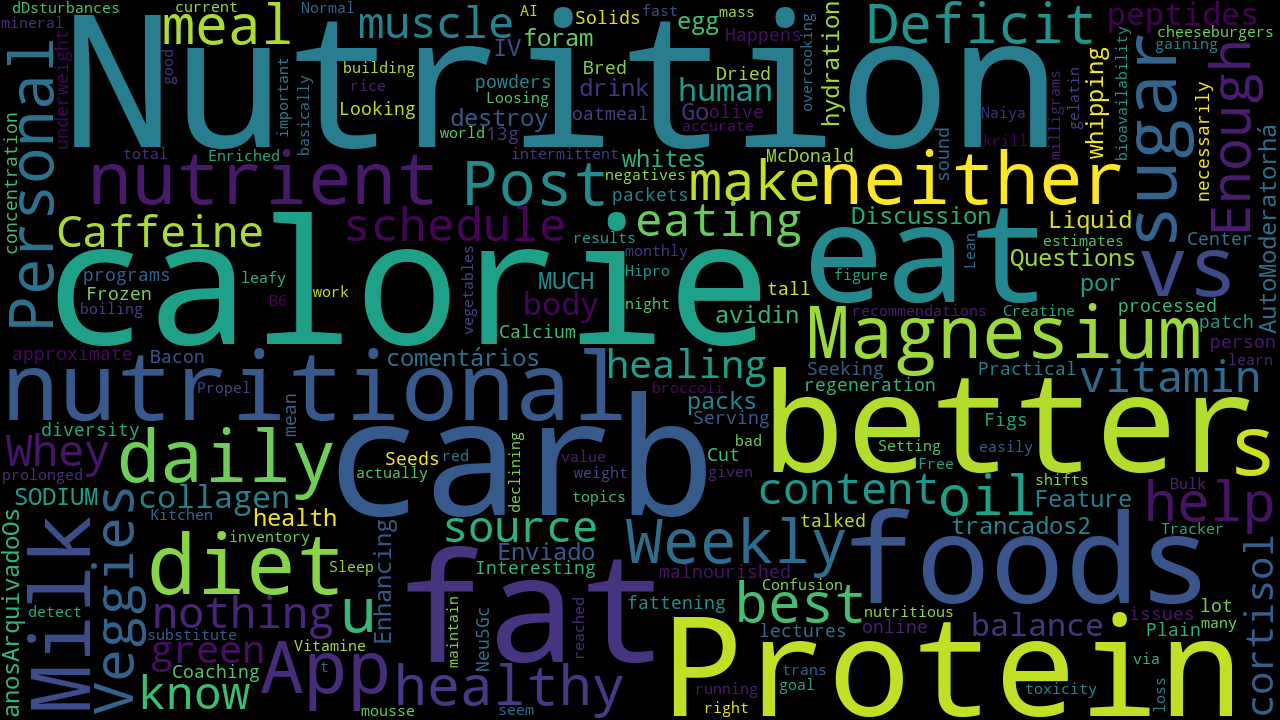 dDsturbances current Normal AI Solids fast mass egg Happens Deficit peptides
mineral Nutrition cheeseburgers
meal muscle IV foram gaining
Personal underweight good building important basically Bred drink human Dried overcooking hydration whipping bioavailability sugar Enough
rice powders Loosing
Looking destroy oatmeal Go olive Naiya milligrams gelatin
world 13g accurate krill sound necessarily
concentration total Enriched intermittent whites McDonald AutoModeratorhá
nutrient Post negatives make neither
packets
Caffeine schedule eating Discussion Liquid
calorie results eat estimates Center
monthly Lean Questions vs
programs leafy vegetables MUCH Hipro figure por
Frozen B6 work body night tall
boiling Calcium avidin Magnesium recommendations Creatine processed
patch
approximate Bacon comentários healing Seeking Practical person
nutritional Propel mean broccoli regeneration vitamin learn
packs better
diversity carb Serving Figs s
Whey daily Seeds red declining bad Cut Setting easily
prolonged actually value weight given Free shifts
SODIUM collagen topics content oil Feature Bulk help
Kitchen health source Weekly talked trancados2 Tracker
anosArquivadoOs Milk Veggies inventory Enhancing Enviado foods cortisol
diet Sleep fat Interesting malnourished
Confusion
detect nothing u fattening best nutritious issues lot
substitute Vitamine maintain Neu5Gc reached lectures online balance Plain many
green t Protein
Coaching App trans via
know healthy running goal toxicity loss
mousse seem right